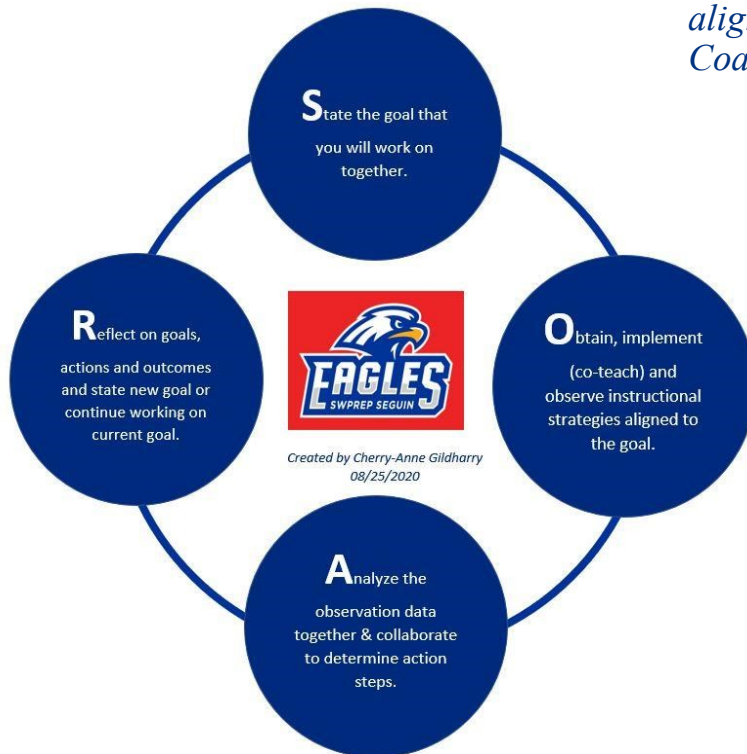 State the goal that
you will work on
together.
Obtain, implement
(co-teach) and
observe instructional
strategies aligned to
the goal.
Analyze the
observation data
together & collaborate
to determine action
steps.
Reflect on goals,
actions and outcomes
and state new goal or
continue working on
current goal.
EAGLES
SWPREP SEGUIN
Created by Cherry-Anne Gildharry
08/25/2020